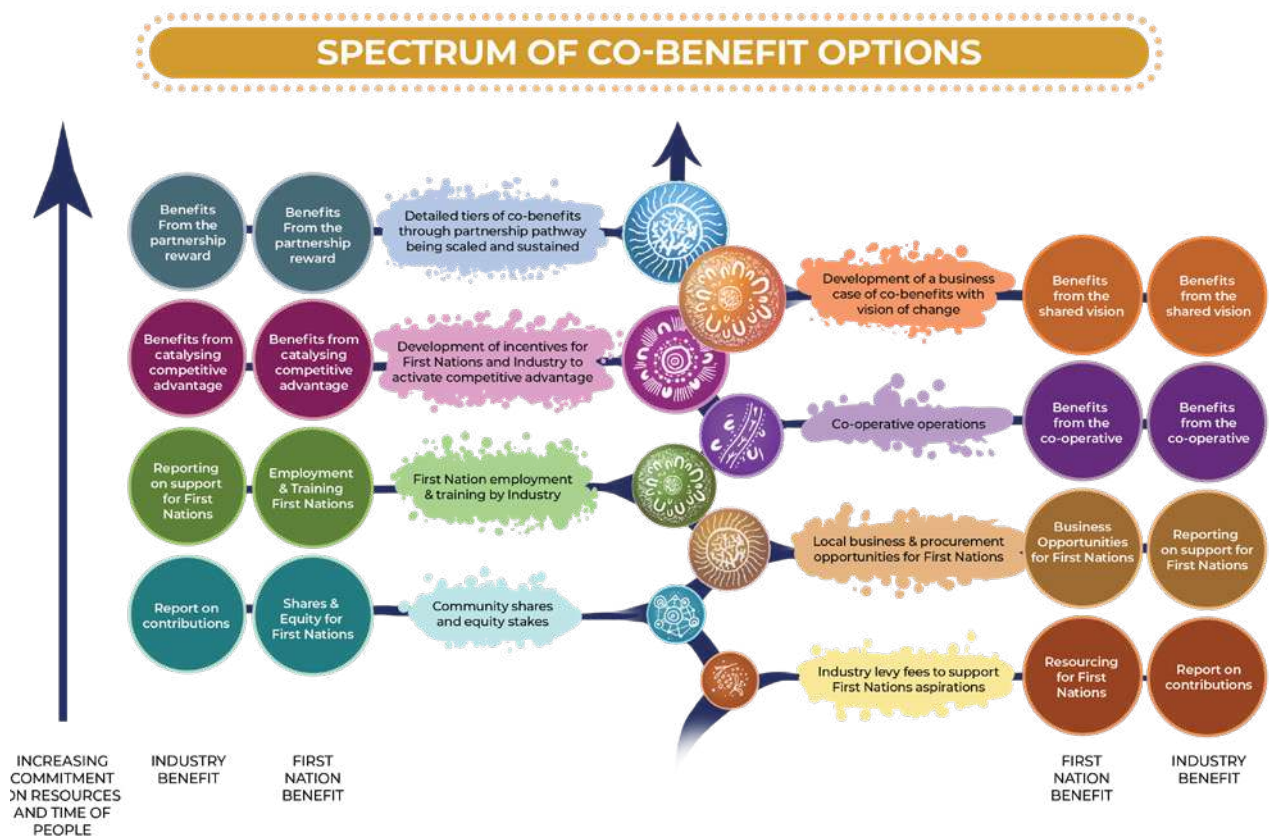 SPECTRUM OF CO-BENEFIT OPTIONS
Benefits
From the
partnership
reward
Benefits
From the
partnership
reward
Detailed tiers of co-benefits
through partnership pathway
being scaled and sustained
Development of a business
case of co-benefits with
vision of change
Benefits
from the
shared vision
Benefits
from the
shared vision
Benefits from
catalysing
competitive
advantage
Benefits from
catalysing
competitive
advantage
Development of incentives for
First Nations and Industry to
activate competitive advantage
Co-operative operations
Benefits
from the
co-operative
Benefits
from the
co-operative
Reporting
on support
for First
Nations
Employment
& Training
First Nations
First Nation employment
& training by Industry
Local business & procurement
opportunities for First Nations
Business
Opportunities
for First Nations
Reporting
on support for
First Nations
Report on
contributions
Shares &
Equity for
First Nations
Community shares
and equity stakes
Industry levy fees to support
First Nations aspirations
Resourcing
for First
Nations
Report on
contributions
INCREASING
COMMITMENT
ON RESOURCES
AND TIME OF
PEOPLE
INDUSTRY
BENEFIT
FIRST
NATION
BENEFIT
FIRST
NATION
BENEFIT
INDUSTRY
BENEFIT